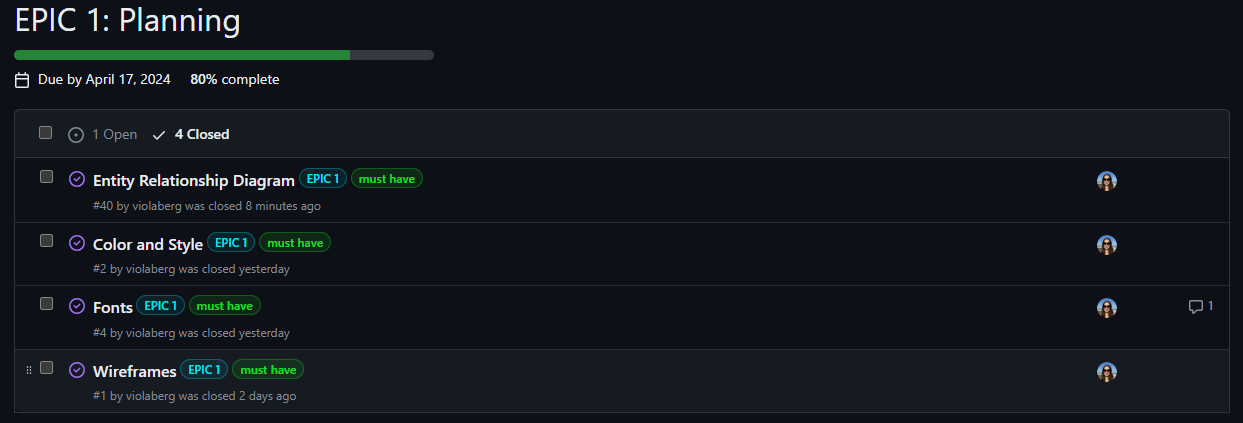 EPIC 1: Planning
Due by April 17, 2024 80% complete
1 Open 4 Closed
Entity Relationship Diagram EPIC 1 must have
#40 by violaberg was closed 8 minutes ago
Color and Style EPIC 1 must have
#2 by violaberg was closed yesterday
Fonts EPIC 1 must have 1
#4 by violaberg was closed yesterday
Wireframes EPIC 1 must have
#1 by violaberg was closed 2 days ago